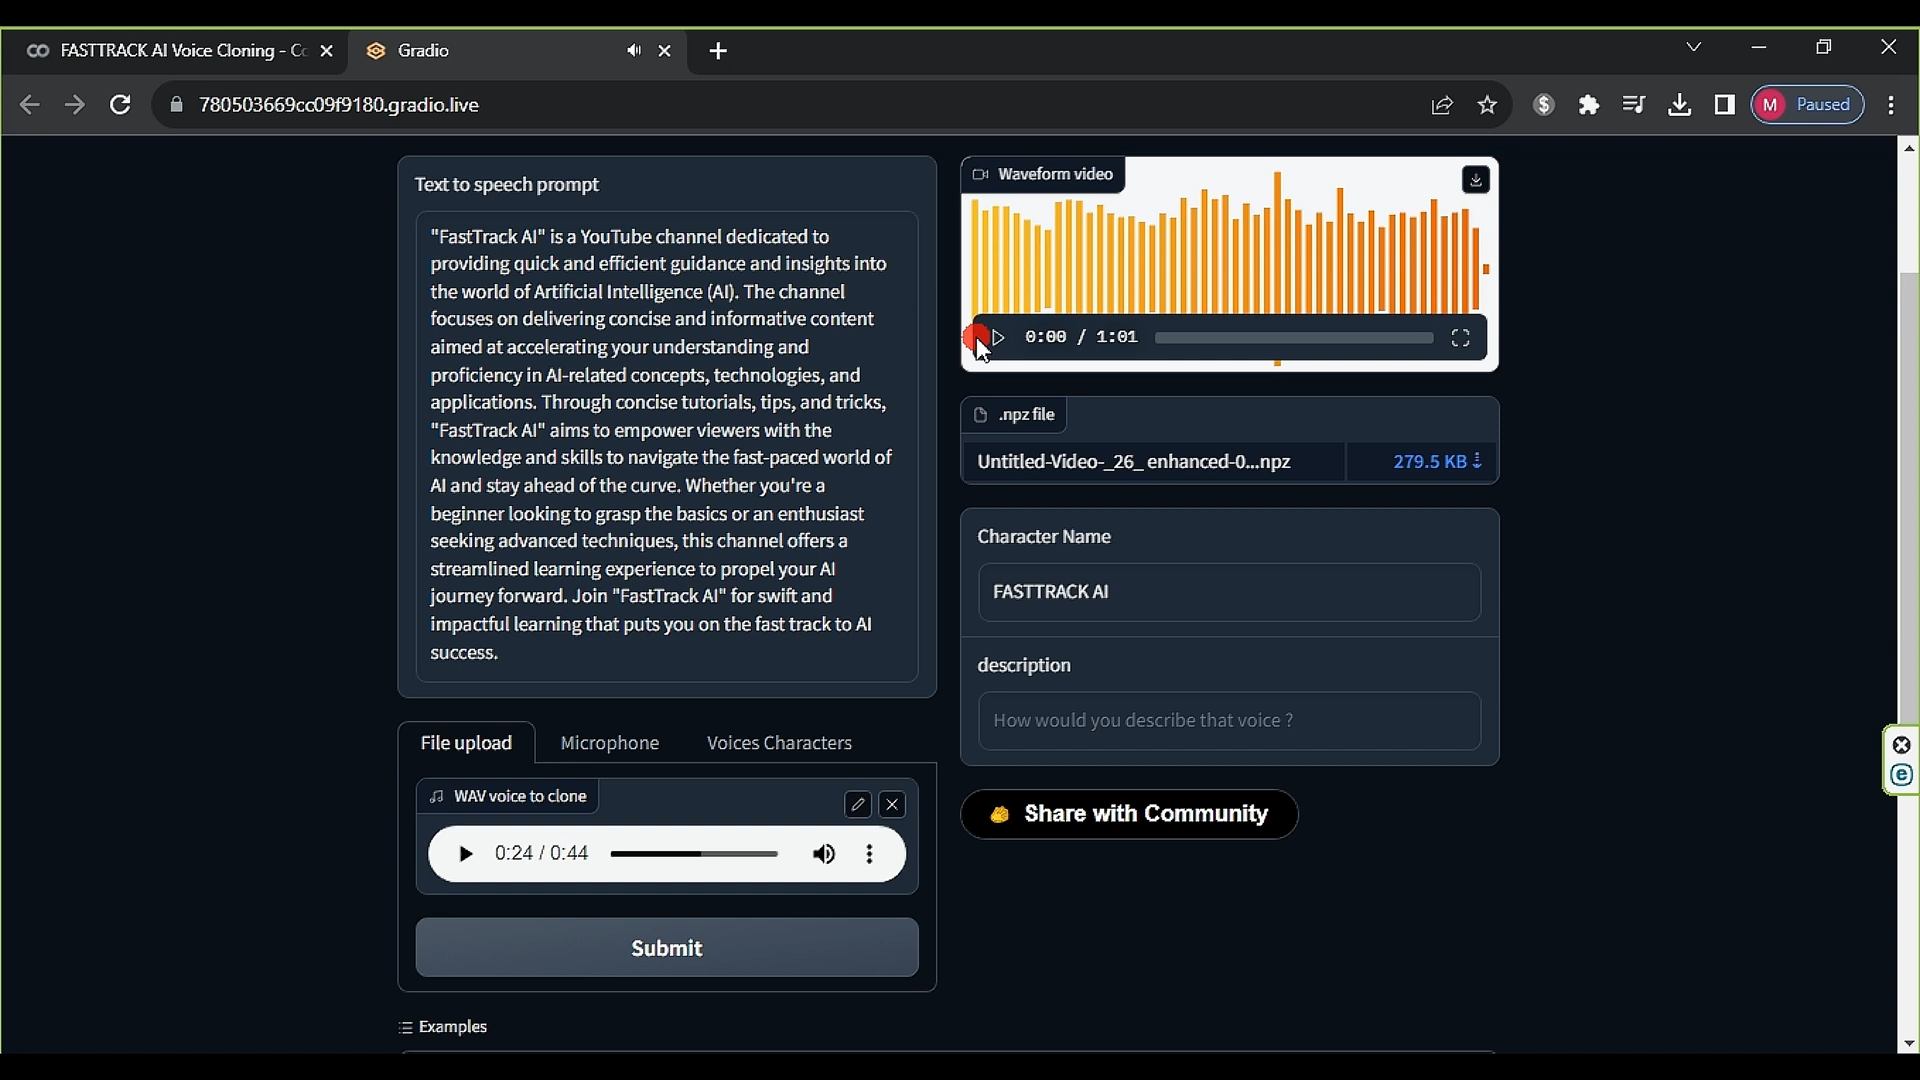 FASTTRACK AI Voice Cloning - Co
Gradio
780503669cc09f9180.gradio.live
M Paused
Text to speech prompt
"FastTrack AI" is a YouTube channel dedicated to
providing quick and efficient guidance and insights into
the world of Artificial Intelligence (AI). The channel
focuses on delivering concise and informative content
aimed at accelerating your understanding and
proficiency in AI-related concepts, technologies, and
applications. Through concise tutorials, tips, and tricks,
"FastTrack AI" aims to empower viewers with the
knowledge and skills to navigate the fast-paced world of
AI and stay ahead of the curve. Whether you're a
beginner looking to grasp the basics or an enthusiast
seeking advanced techniques, this channel offers a
streamlined learning experience to propel your AI
journey forward. Join "FastTrack AI" for swift and
impactful learning that puts you on the fast track to AI
success.
File upload Microphone Voices Characters
WAV voice to clone
0:24 / 0:44
Submit
Examples
Waveform video
0:00 / 1:01
.npz file
Untitled-Video-_26_ enhanced-0...npz 279.5 KB
Character Name
FASTTRACK AI
description
How would you describe that voice ?
Share with Community